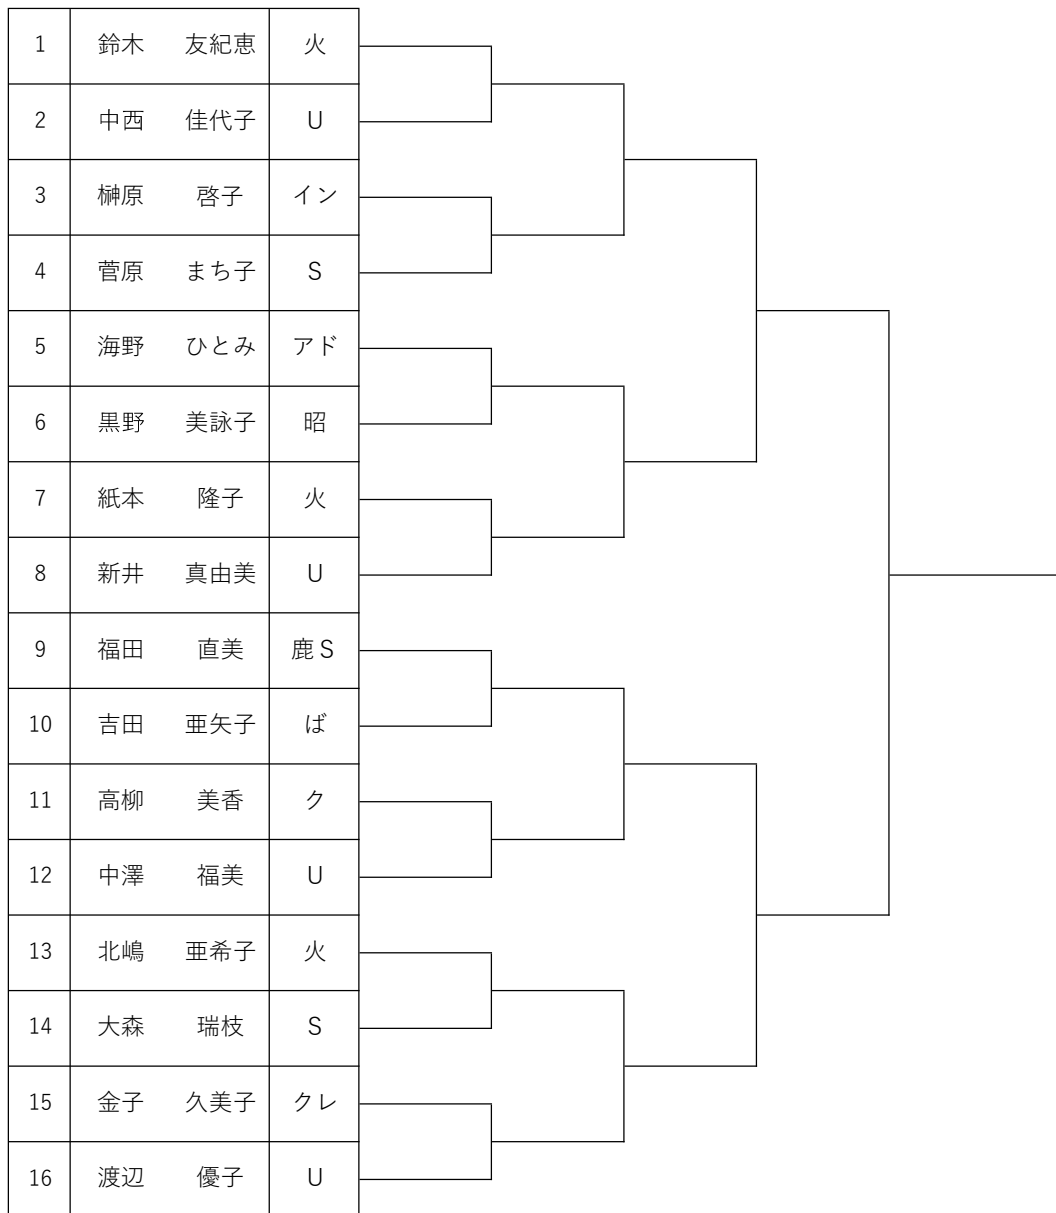 1 鈴木 友紀恵 火
2 中西 佳代子 U
3 榊原 啓子 イン
4 菅原 まち子 S
5 海野 ひとみ アド
6 黒野 美詠子 昭
7 紙本 隆子 火
8 新井 真由美 U
9 福田 直美 鹿S
10 吉田 亜矢子 ば
11 高柳 美香 ク
12 中澤 福美 U
13 北嶋 亜希子 火
14 大森 瑞枝 S
15 金子 久美子 クレ
16 渡辺 優子 U